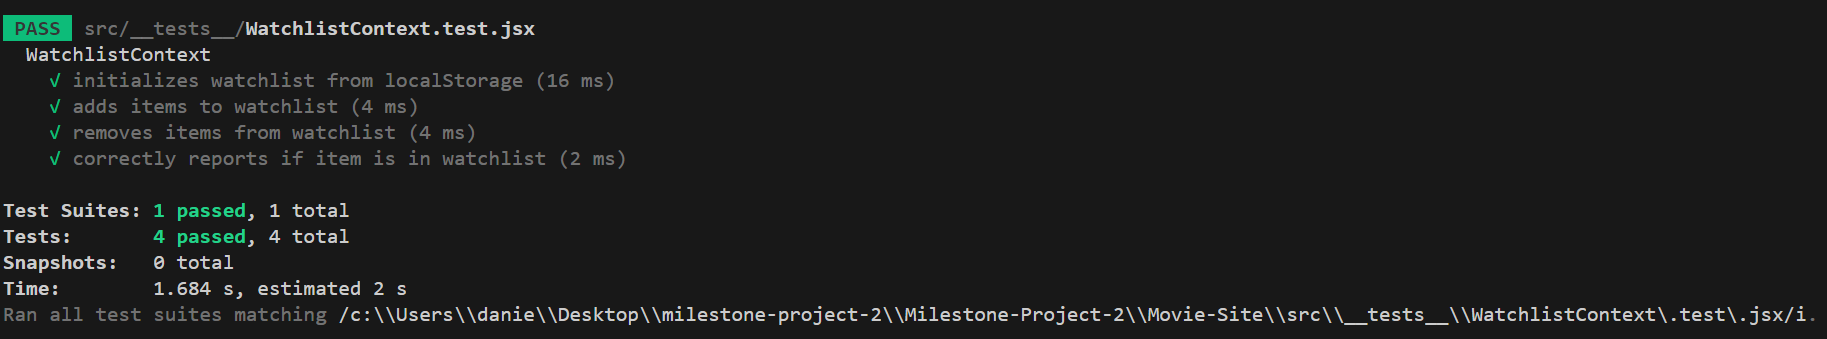 PASS src/__tests__/WatchlistContext.test.jsx
WatchlistContext
√ initializes watchlist from localStorage (16 ms)
√ adds items to watchlist (4 ms)
√ removes items from watchlist (4 ms)
√ correctly reports if item is in watchlist (2 ms)
Test Suites: 1 passed, 1 total
Tests: 4 passed, 4 total
Snapshots: 0 total
Time: 1.684 s, estimated 2 s
Ran all test suites matching /c:\\Users\\danie\\Desktop\\milestone-project-2\\Milestone-Project-2\\Movie-Site\\src\\__tests__\\WatchlistContext\.test\.jsx/i.